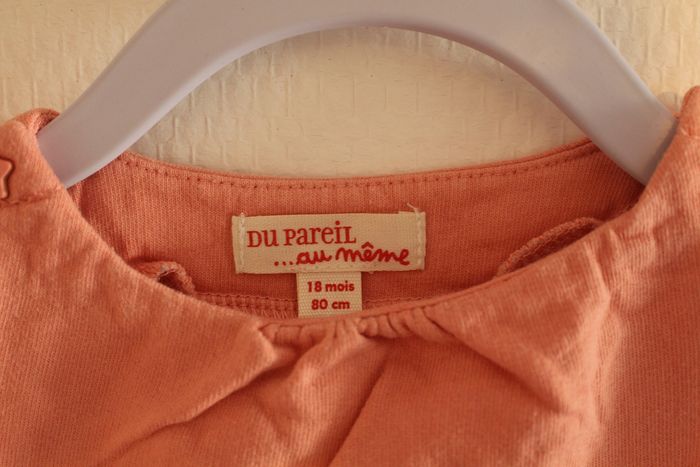 DU PAREIL
...au même
18 mois
80 cm